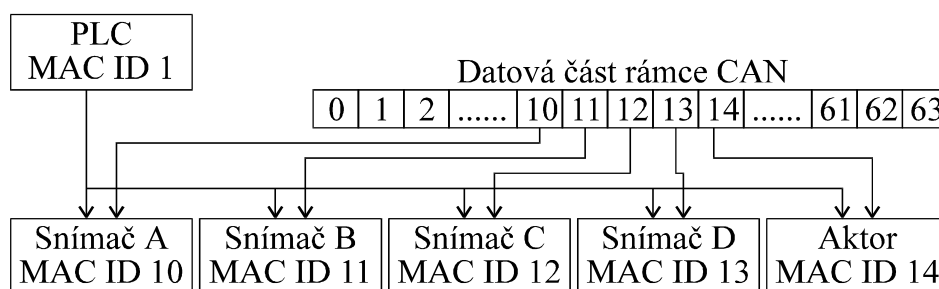 PLC
MAC ID 1
Datová část rámce CAN
0 1 2 ...... 10 11 12 13 14 ...... 61 62 63
Snímač A
MAC ID 10
Snímač B
MAC ID 11
Snímač C
MAC ID 12
Snímač D
MAC ID 13
Aktor
MAC ID 14